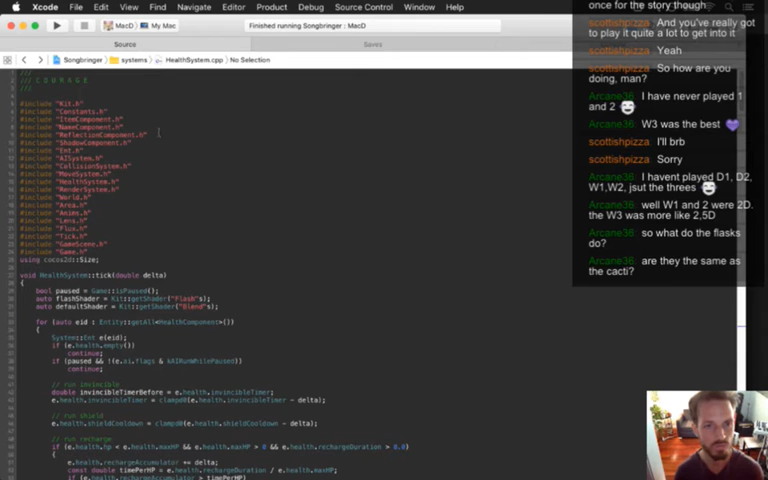 Xcode File Edit View Find Navigate Editor Product Debug Source Control Window Help
MacD My Mac Finished running Songbringer : MacD
Source Saves
Songbringer systems HealthSystem.cpp No Selection
///
/// C O U R A G E
///
#include "Kit.h"
#include "Constants.h"
#include "ItemComponent.h"
#include "NameComponent.h"
#include "ReflectionComponent.h"
#include "ShadowComponent.h"
#include "Ent.h"
#include "AISystem.h"
#include "CollisionSystem.h"
#include "MoveSystem.h"
#include "HealthSystem.h"
#include "RenderSystem.h"
#include "World.h"
#include "Area.h"
#include "Anims.h"
#include "Lens.h"
#include "Flux.h"
#include "Tick.h"
#include "GameScene.h"
#include "Game.h"
using cocos2d::Size;
void HealthSystem::tick(double delta)
{
bool paused = Game::isPaused();
auto flashShader = Kit::getShader("Flash"s);
auto defaultShader = Kit::getShader("Blend"s);
for (auto eid : Entity::getAll<HealthComponent>())
{
System::Ent e(eid);
if (e.health.empty())
continue;
if (paused && !(e.ai.flags & kAIRunWhilePaused))
continue;
// run invincible
double invincibleTimerBefore = e.health.invincibleTimer;
e.health.invincibleTimer = clampd0(e.health.invincibleTimer - delta);
// run shield
e.health.shieldCooldown = clampd0(e.health.shieldCooldown - delta);
// run recharge
if (e.health.hp < e.health.maxHP && e.health.maxHP > 0 && e.health.rechargeDuration > 0.0)
{
e.health.rechargeAccumulator += delta;
const double timePerHP = e.health.rechargeDuration / e.health.maxHP;
if (e.health.rechargeAccumulator > timePerHP)
once for the story though
scottishpizza And you've really got
to play it quite a lot to get into it
scottishpizza Yeah
scottishpizza So how are you
doing, man?
Arcane36 I have never played 1
and 2
Arcane36 W3 was the best
scottishpizza I'll brb
scottishpizza Sorry
Arcane36 I havent played D1, D2,
W1,W2, jsut the threes
Arcane36 well W1 and 2 were 2D.
the W3 was more like 2,5D
Arcane36 so what do the flasks
do?
Arcane36 are they the same as
the cacti?